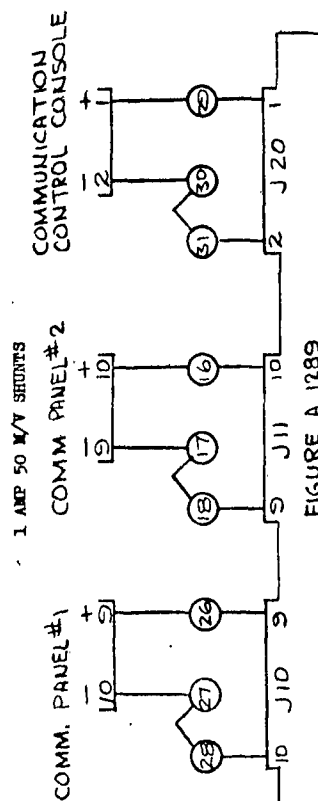 1 AMP 50 M/V SHUNTS
COMM. PANEL #1
- +
10 9
28 27 26
10 9
J10
COMM PANEL #2
- +
9 10
18 17 16
9 10
J11
COMMUNICATION
CONTROL CONSOLE
- +
2 1
31 30 29
2 1
J20
FIGURE A 1289